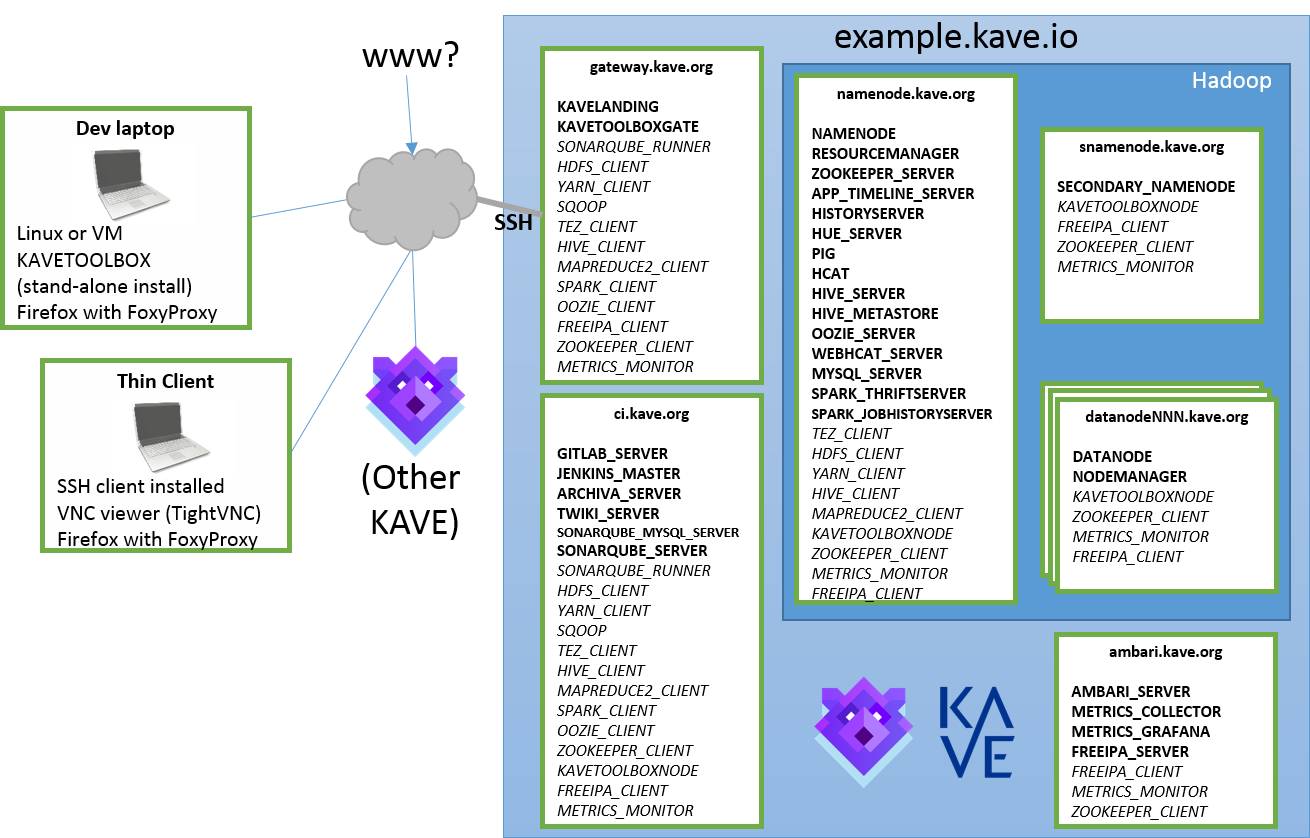 www?
Dev laptop
Linux or VM
KAVETOOLBOX
(stand-alone install)
Firefox with FoxyProxy
Thin Client
SSH client installed
VNC viewer (TightVNC)
Firefox with FoxyProxy
(Other
KAVE)
SSH
example.kave.io
gateway.kave.org
KAVELANDING
KAVETOOLBOXGATE
SONARQUBE_RUNNER
HDFS_CLIENT
YARN_CLIENT
SQOOP
TEZ_CLIENT
HIVE_CLIENT
MAPREDUCE2_CLIENT
SPARK_CLIENT
OOZIE_CLIENT
FREEIPA_CLIENT
ZOOKEEPER_CLIENT
METRICS_MONITOR
ci.kave.org
GITLAB_SERVER
JENKINS_MASTER
ARCHIVA_SERVER
TWIKI_SERVER
SONARQUBE_MYSQL_SERVER
SONARQUBE_SERVER
SONARQUBE_RUNNER
HDFS_CLIENT
YARN_CLIENT
SQOOP
TEZ_CLIENT
HIVE_CLIENT
MAPREDUCE2_CLIENT
SPARK_CLIENT
OOZIE_CLIENT
ZOOKEEPER_CLIENT
KAVETOOLBOXNODE
FREEIPA_CLIENT
METRICS_MONITOR
Hadoop
namenode.kave.org
NAMENODE
RESOURCEMANAGER
ZOOKEEPER_SERVER
APP_TIMELINE_SERVER
HISTORYSERVER
HUE_SERVER
PIG
HCAT
HIVE_SERVER
HIVE_METASTORE
OOZIE_SERVER
WEBHCAT_SERVER
MYSQL_SERVER
SPARK_THRIFTSERVER
SPARK_JOBHISTORYSERVER
TEZ_CLIENT
HDFS_CLIENT
YARN_CLIENT
HIVE_CLIENT
MAPREDUCE2_CLIENT
KAVETOOLBOXNODE
ZOOKEEPER_CLIENT
METRICS_MONITOR
FREEIPA_CLIENT
snamenode.kave.org
SECONDARY_NAMENODE
KAVETOOLBOXNODE
FREEIPA_CLIENT
ZOOKEEPER_CLIENT
METRICS_MONITOR
datanodeNNN.kave.org
DATANODE
NODEMANAGER
KAVETOOLBOXNODE
ZOOKEEPER_CLIENT
METRICS_MONITOR
FREEIPA_CLIENT
KA
VE
ambari.kave.org
AMBARI_SERVER
METRICS_COLLECTOR
METRICS_GRAFANA
FREEIPA_SERVER
FREEIPA_CLIENT
METRICS_MONITOR
ZOOKEEPER_CLIENT